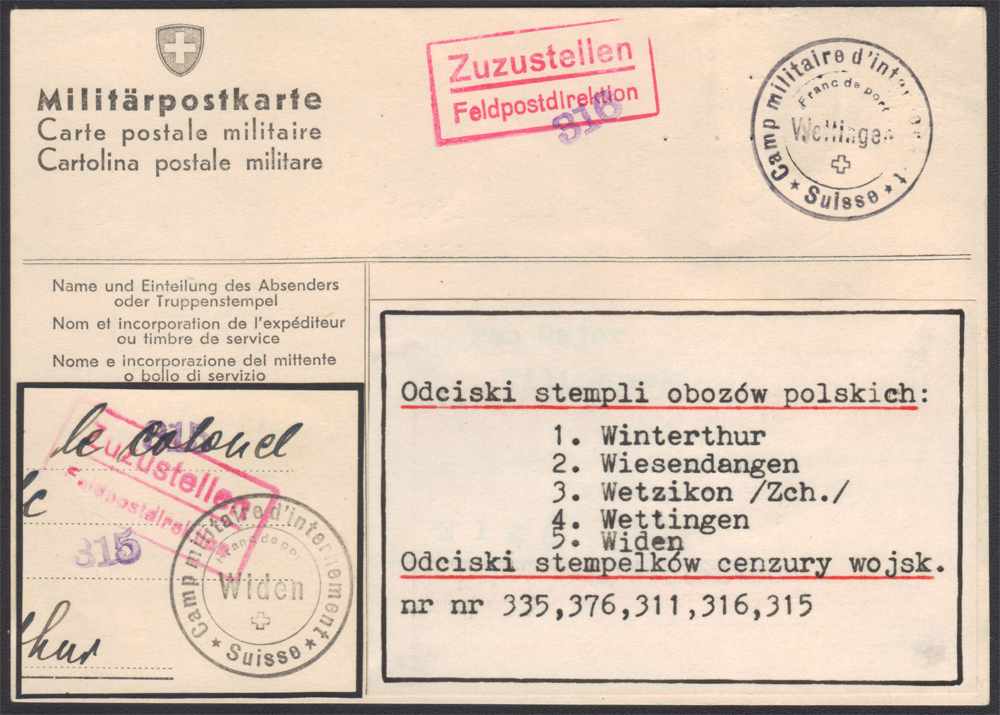 Militärpostkarte
Carte postale militaire
Cartolina postale militare
Zuzustellen
Feldpostdirektion
316
Camp militaire d'inter
Franc de port
Wettingen
Suisse
Name und Einteilung des Absenders
oder Truppenstempel
Nom et incorporation de l'expéditeur
ou timbre de service
Nome e incorporazione del mittente
o bollo di servizio
le colonel
315
Zuzustellen
Feldpostdirektion
315
Camp militaire d'internement
Franc de port
Widen
Suisse
thur
Odciski stempli obozów polskich:
1. Winterthur
2. Wiesendangen
3. Wetzikon /Zch./
4. Wettingen
5. Widen
Odciski stempelków cenzury wojsk.
nr nr 335,376,311,316,315